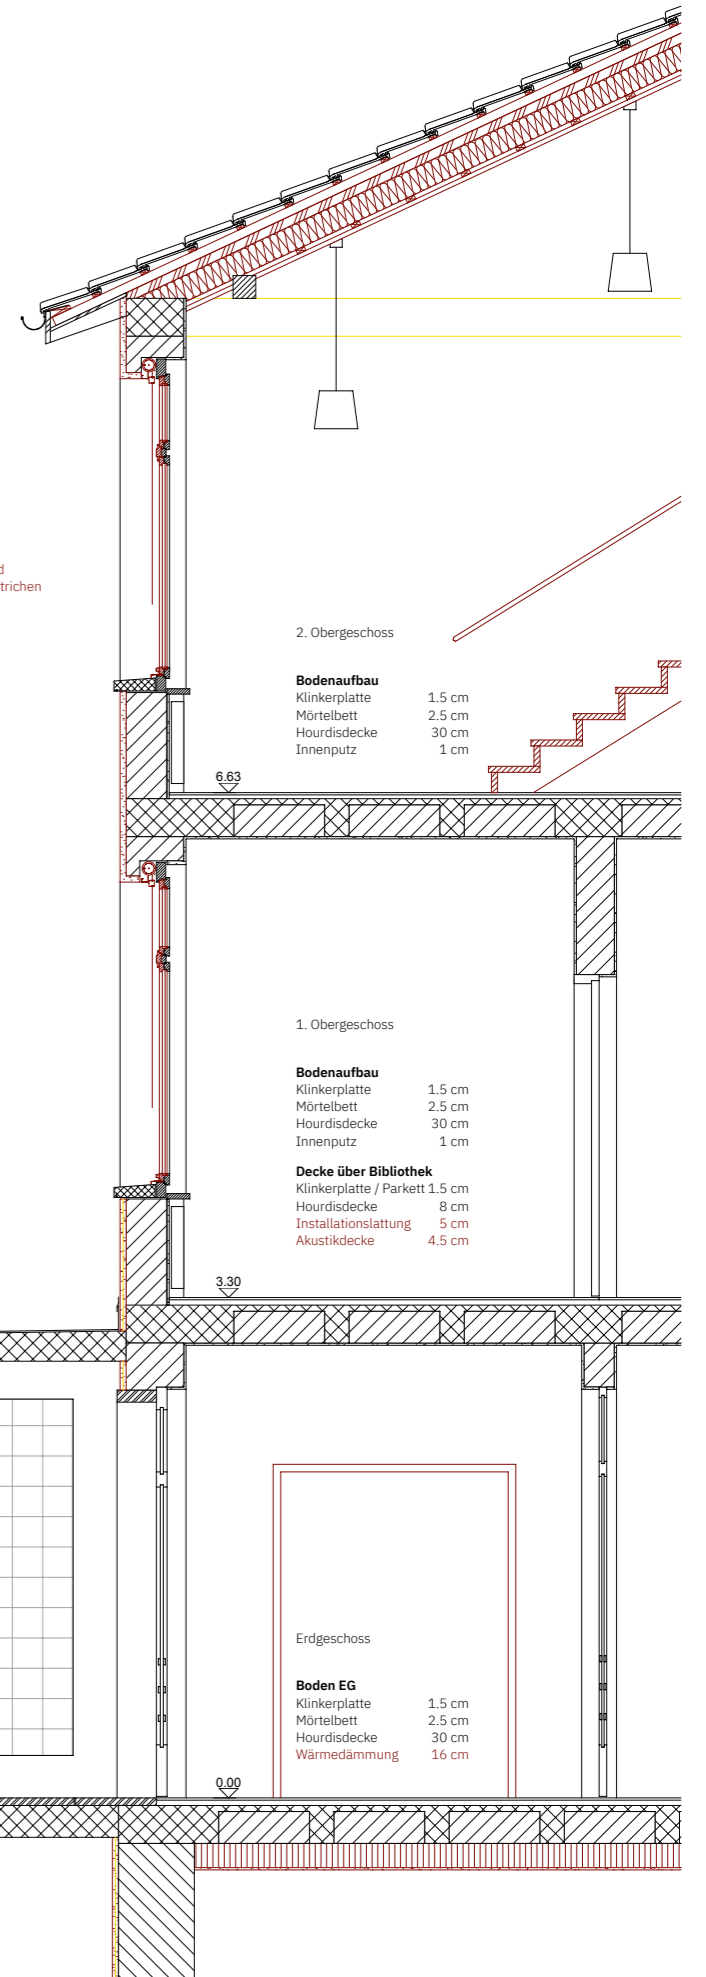 d
trichen
2. Obergeschoss
Bodenaufbau
Klinkerplatte 1.5 cm
Mörtelbett 2.5 cm
Hourdisdecke 30 cm
Innenputz 1 cm
6.63
1. Obergeschoss
Bodenaufbau
Klinkerplatte 1.5 cm
Mörtelbett 2.5 cm
Hourdisdecke 30 cm
Innenputz 1 cm
Decke über Bibliothek
Klinkerplatte / Parkett 1.5 cm
Hourdisdecke 8 cm
Installationslattung 5 cm
Akustikdecke 4.5 cm
3.30
Erdgeschoss
Boden EG
Klinkerplatte 1.5 cm
Mörtelbett 2.5 cm
Hourdisdecke 30 cm
Wärmedämmung 16 cm
0.00